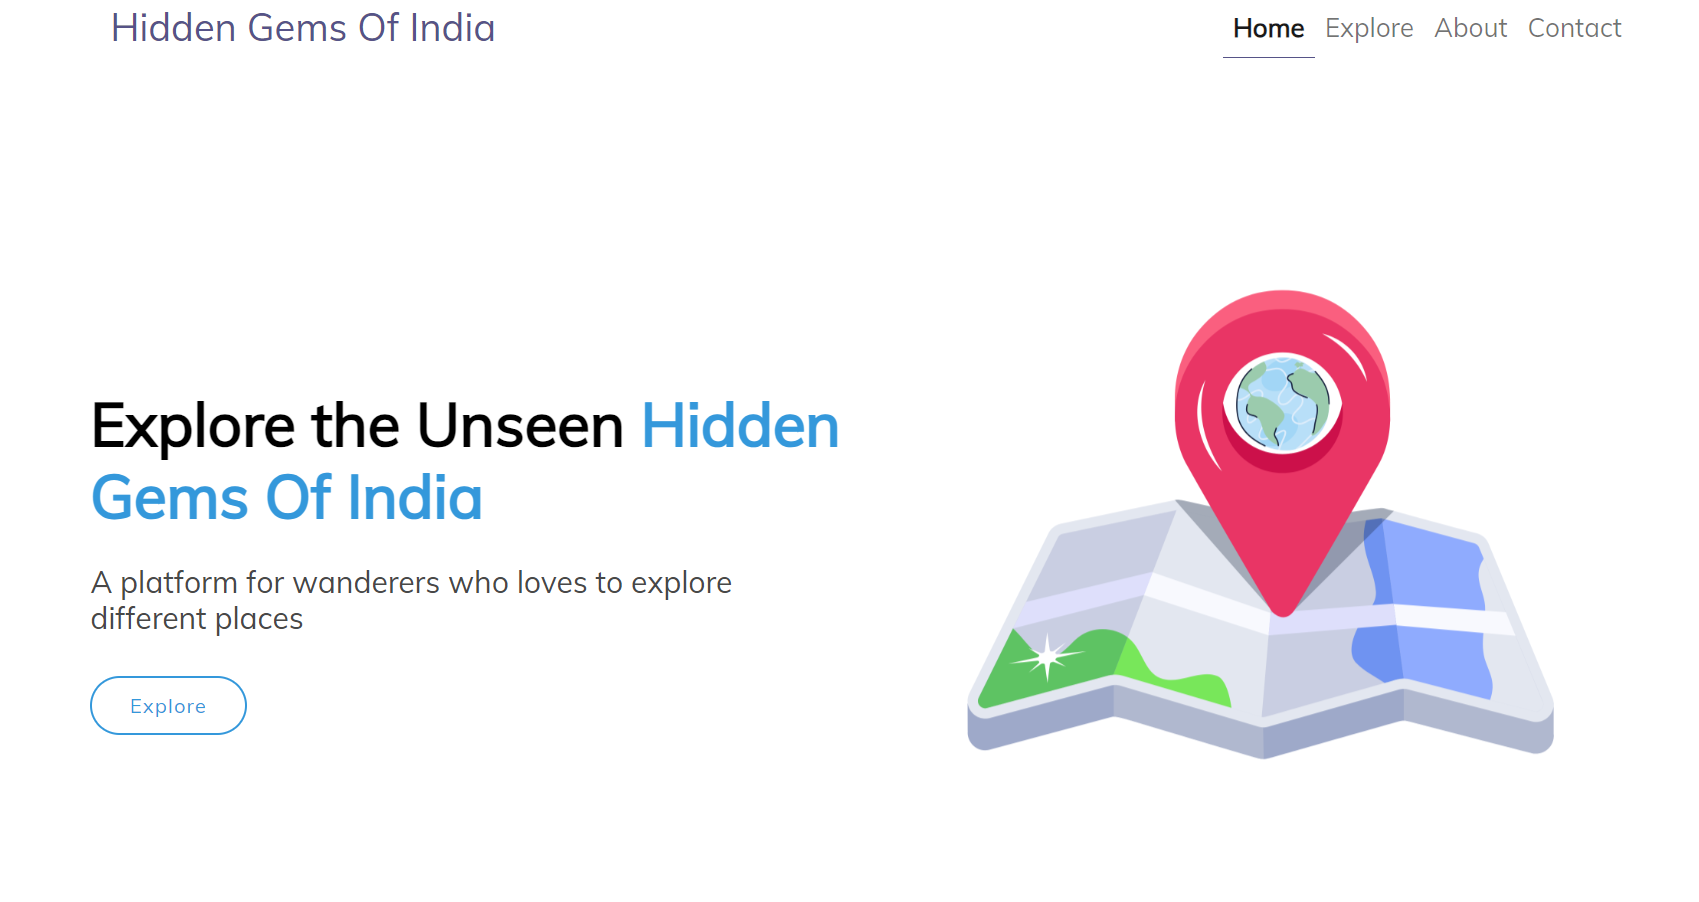 Hidden Gems Of India
Home Explore About Contact
Explore the Unseen Hidden
Gems Of India
A platform for wanderers who loves to explore
different places
Explore